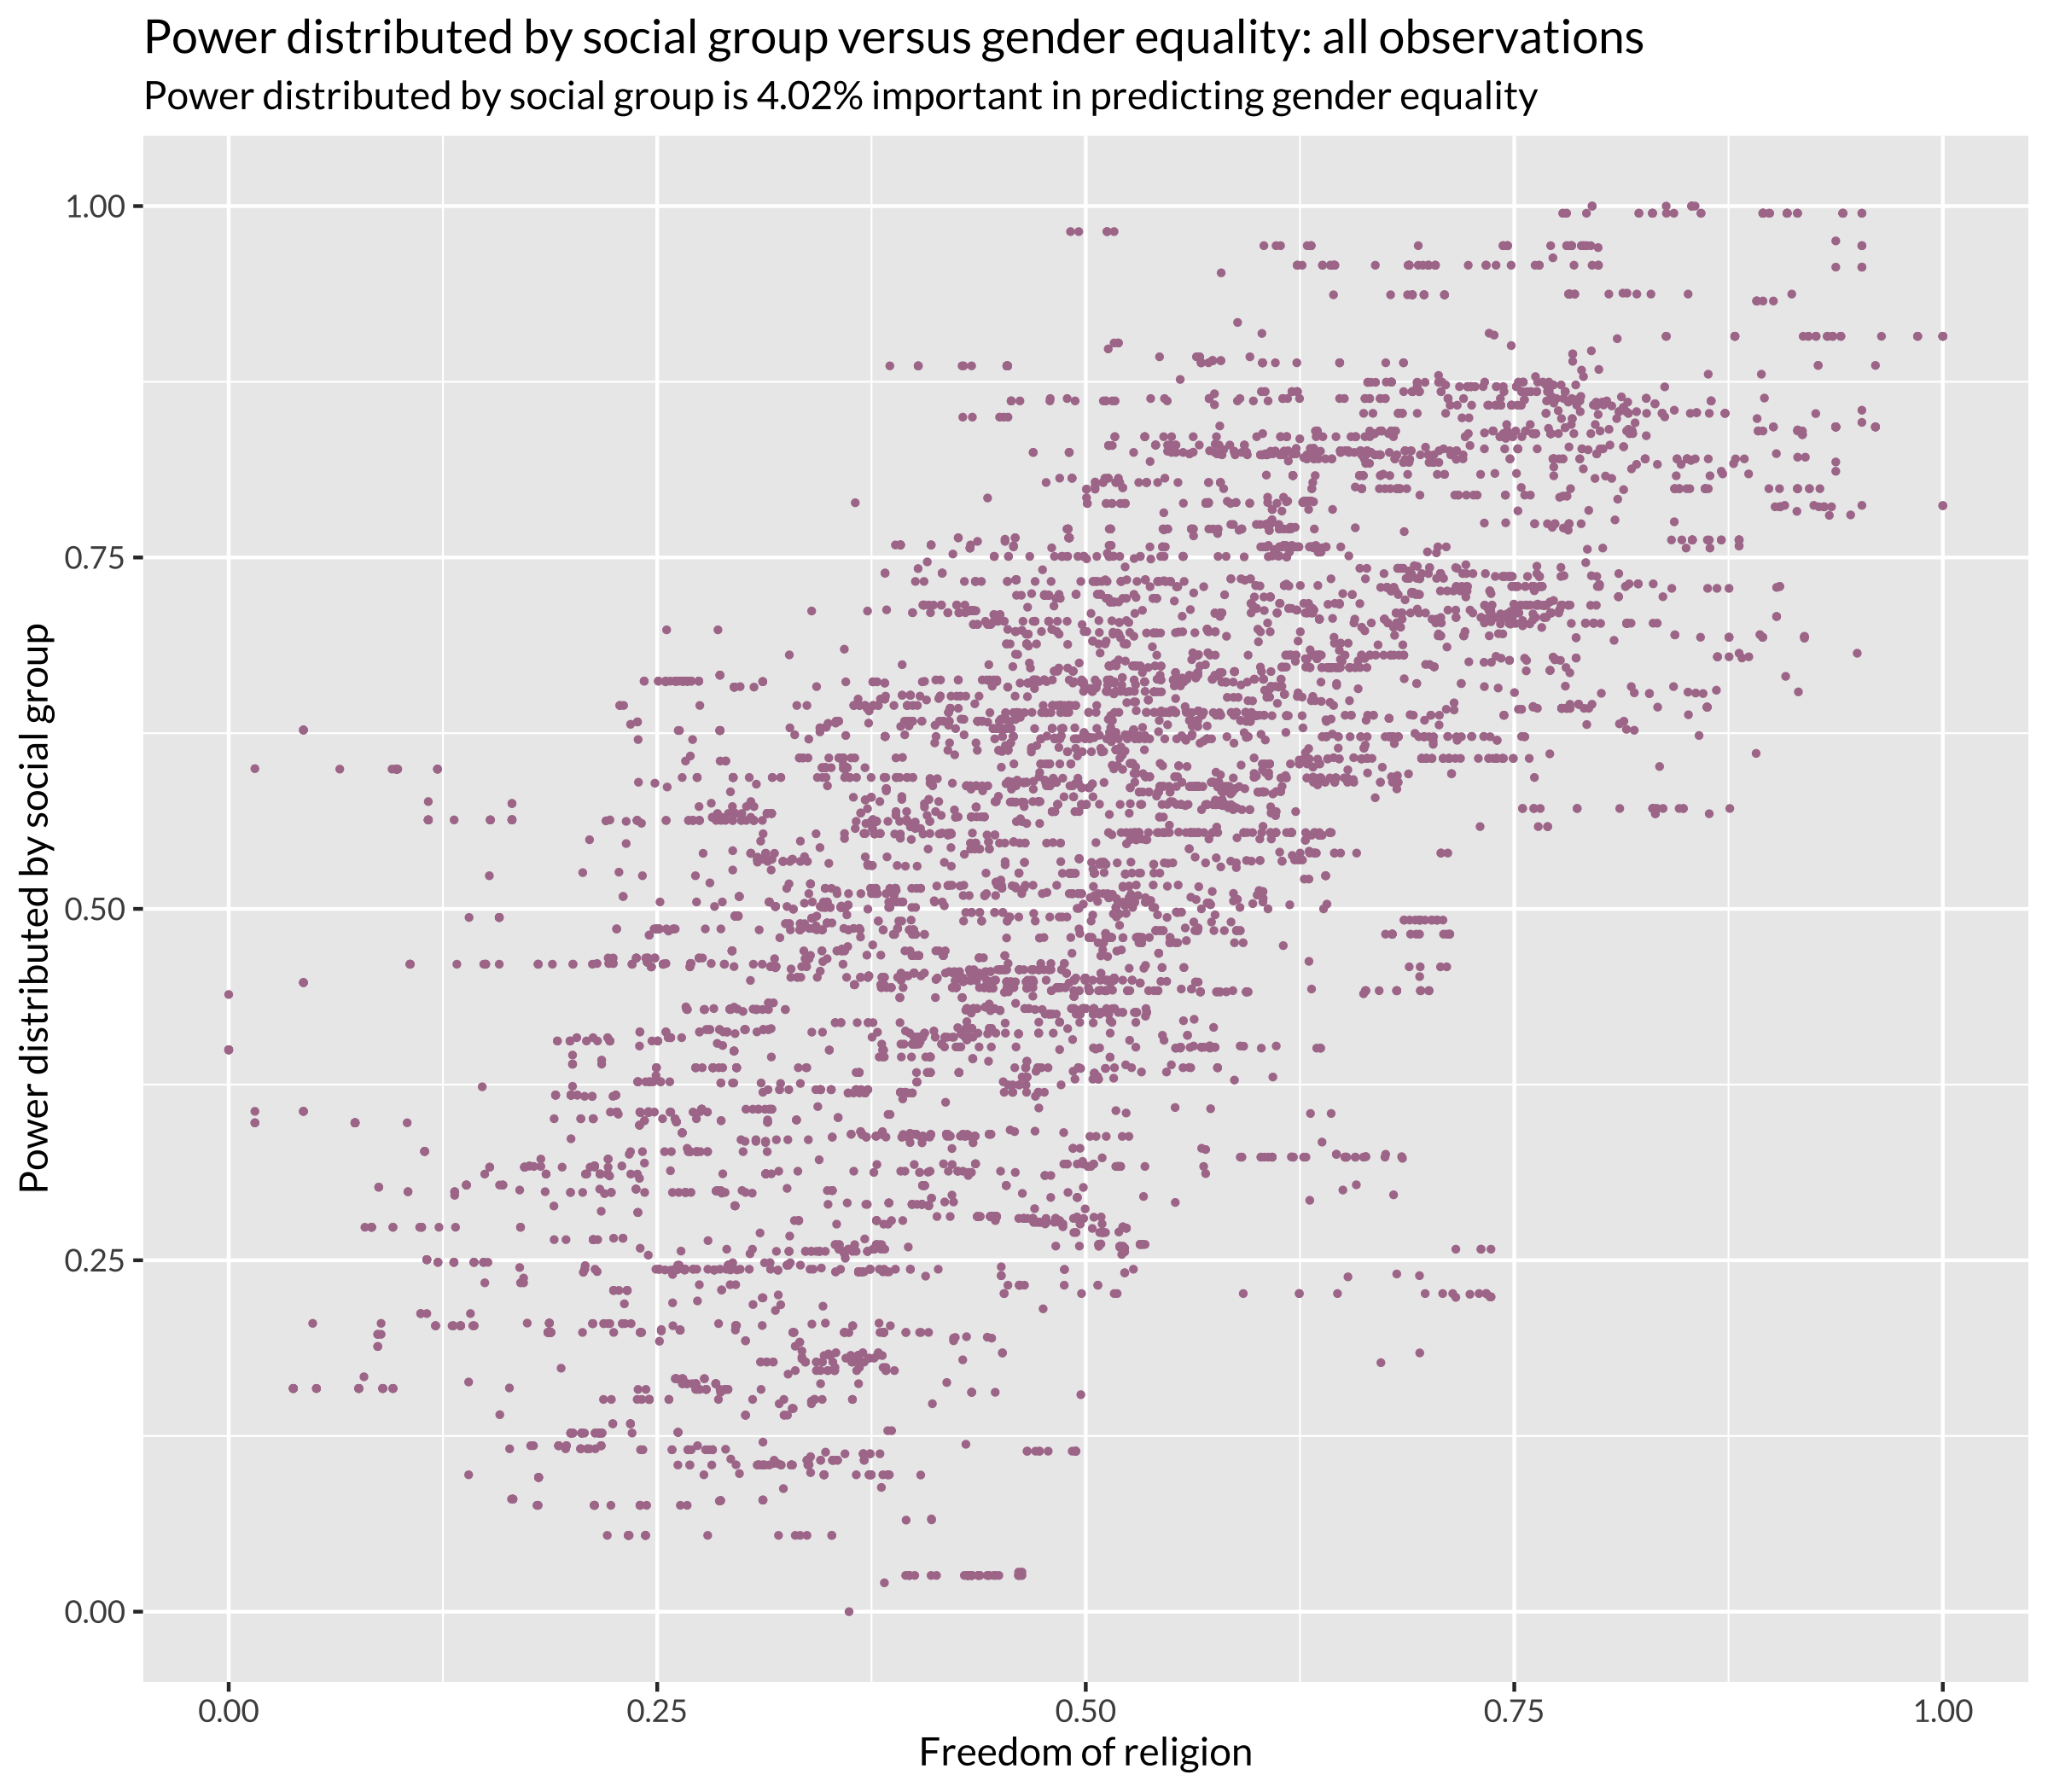 Power distributed by social group versus gender equality: all observations
Power distributed by social group is 4.02% important in predicting gender equality
Power distributed by social group
1.00
0.75
0.50
0.25
0.00
0.00 0.25 0.50 0.75 1.00
Freedom of religion